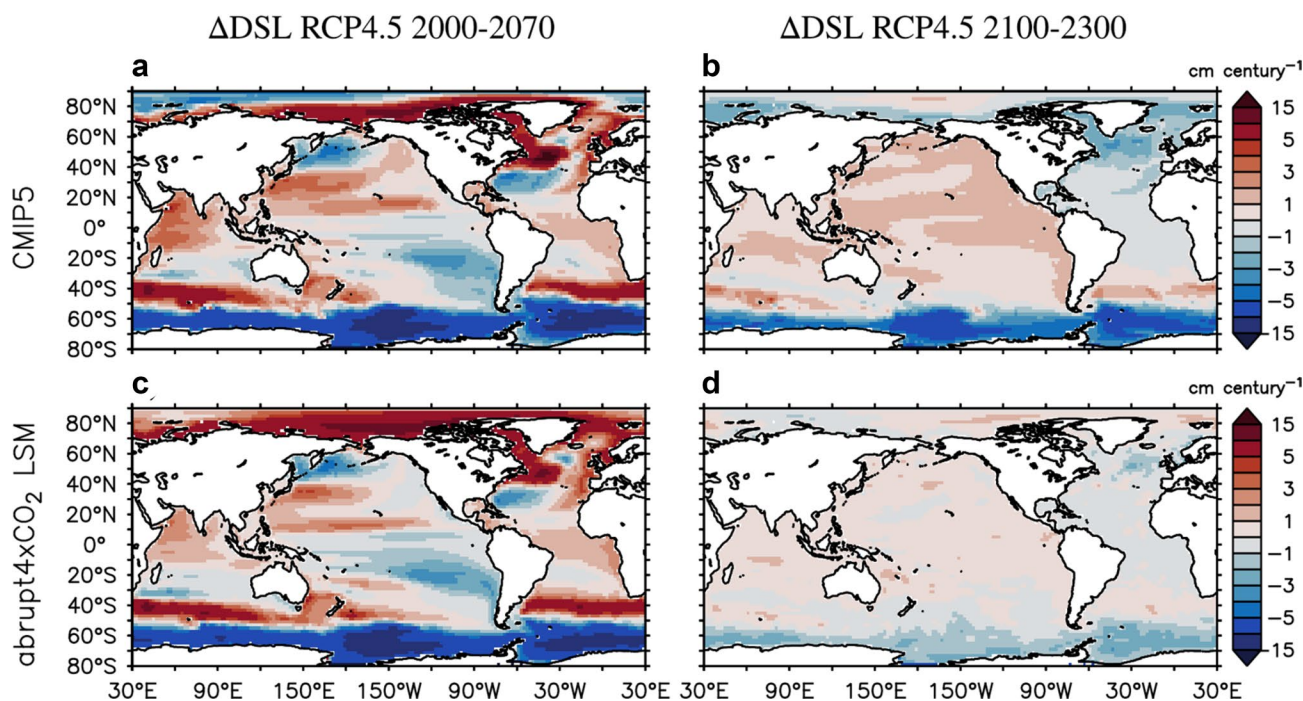 ΔDSL RCP4.5 2000-2070
ΔDSL RCP4.5 2100-2300
a
b
cm century⁻¹
80°N
60°N
40°N
20°N
0°
20°S
40°S
60°S
80°S
CMIP5
15
5
3
1
−1
−3
−5
−15
c
d
cm century⁻¹
80°N
60°N
40°N
20°N
0°
20°S
40°S
60°S
80°S
abrupt4xCO₂ LSM
15
5
3
1
−1
−3
−5
−15
30°E 90°E 150°E 150°W 90°W 30°W 30°E
30°E 90°E 150°E 150°W 90°W 30°W 30°E